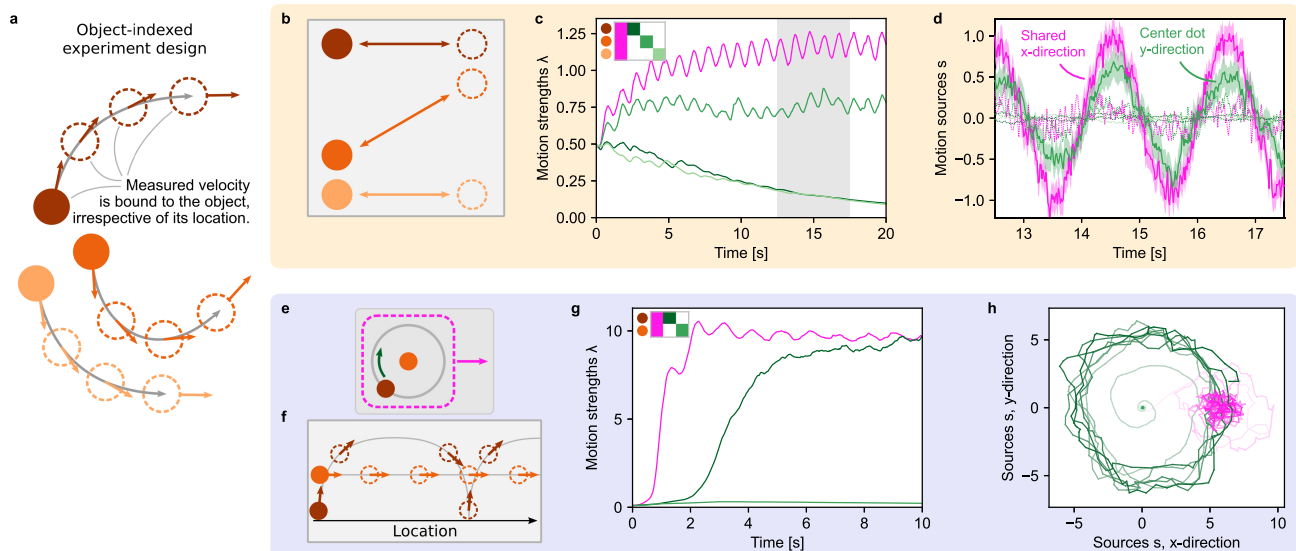 a
Object-indexed
experiment design
Measured velocity
is bound to the object,
irrespective of its location.
b
c
Motion strengths λ
1.25
1.00
0.75
0.50
0.25
0.00
0
5
10
15
20
Time [s]
d
Motion sources s
1.0
0.5
0.0
−0.5
−1.0
Shared
x-direction
Center dot
y-direction
13
14
15
16
17
Time [s]
e
f
Location
g
Motion strengths λ
10
5
0
0
2
4
6
8
10
Time [s]
h
Sources s, y-direction
5
0
−5
−5
0
5
10
Sources s, x-direction